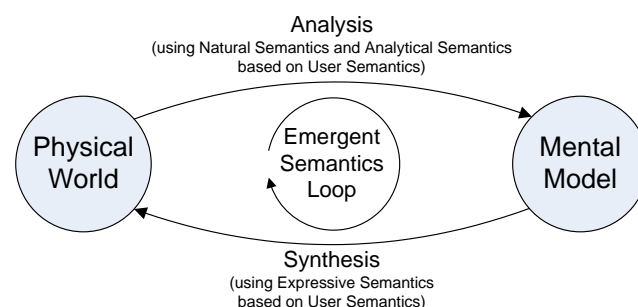 Analysis
(using Natural Semantics and Analytical Semantics
based on User Semantics)
Physical
World
Emergent
Semantics
Loop
Mental
Model
Synthesis
(using Expressive Semantics
based on User Semantics)